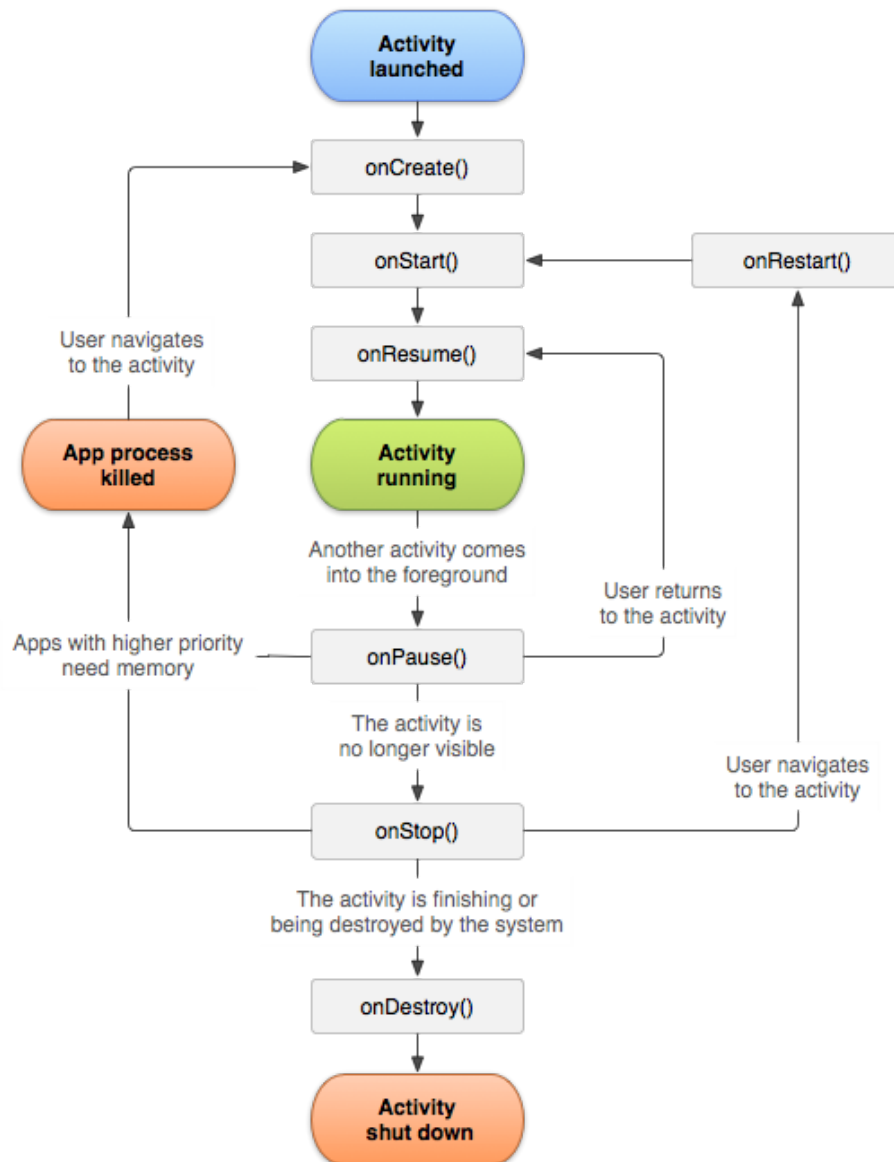 Activity
launched
onCreate()
onStart()
onRestart()
User navigates
to the activity
onResume()
App process
killed
Activity
running
Another activity comes
into the foreground
User returns
to the activity
Apps with higher priority
need memory
onPause()
The activity is
no longer visible
User navigates
to the activity
onStop()
The activity is finishing or
being destroyed by the system
onDestroy()
Activity
shut down